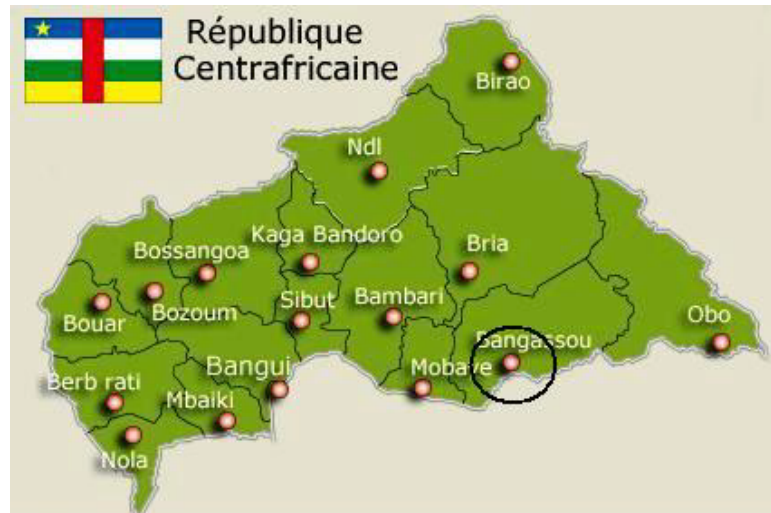 République
Centrafricaine
Birao
Ndl
Kaga Bandoro
Bossangoa
Bria
Bozoum
Sibut
Bambari
Bouar
Obo
Bangassou
Bangui
Mobaye
Berb rati
Mbaiki
Nola